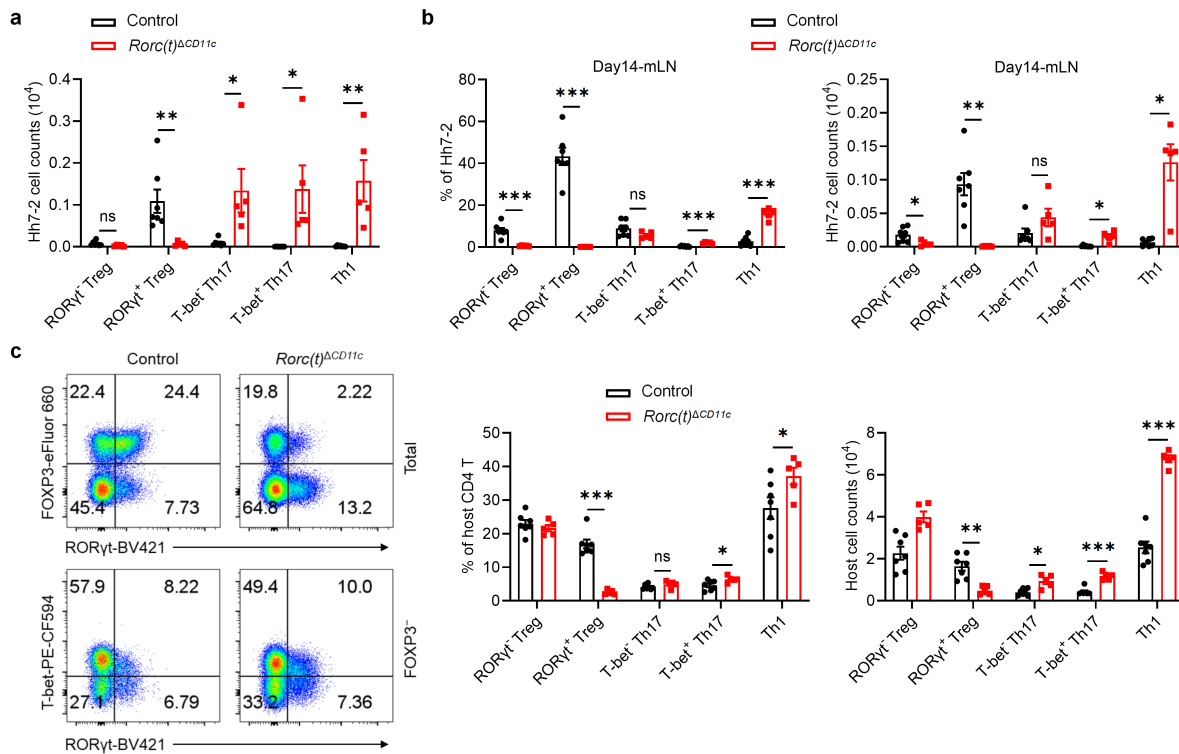 a
Control
Rorc(t)^ΔCD11c
Hh7-2 cell counts (10⁴)
0.4
0.3
0.2
0.1
0.0
ns
**
*
*
**
RORγt⁻ Treg
RORγt⁺ Treg
T-bet⁻ Th17
T-bet⁺ Th17
Th1
b
Control
Rorc(t)^ΔCD11c
Day14-mLN
% of Hh7-2
80
60
40
20
0
***
***
ns
***
***
RORγt⁻ Treg
RORγt⁺ Treg
T-bet⁻ Th17
T-bet⁺ Th17
Th1
Day14-mLN
Hh7-2 cell counts (10⁴)
0.25
0.20
0.15
0.10
0.05
0.00
*
**
ns
*
*
RORγt⁻ Treg
RORγt⁺ Treg
T-bet⁻ Th17
T-bet⁺ Th17
Th1
c
Control
Rorc(t)^ΔCD11c
FOXP3-eFluor 660
22.4 24.4
45.4 7.73
19.8 2.22
64.8 13.2
Total
RORγt-BV421
T-bet-PE-CF594
57.9 8.22
27.1 6.79
49.4 10.0
33.2 7.36
FOXP3⁻
RORγt-BV421
Control
Rorc(t)^ΔCD11c
% of host CD4 T
50
40
30
20
10
0
***
ns
*
*
RORγt⁻ Treg
RORγt⁺ Treg
T-bet⁻ Th17
T-bet⁺ Th17
Th1
Host cell counts (10⁴)
10
8
6
4
2
0
**
*
***
***
RORγt⁻ Treg
RORγt⁺ Treg
T-bet⁻ Th17
T-bet⁺ Th17
Th1